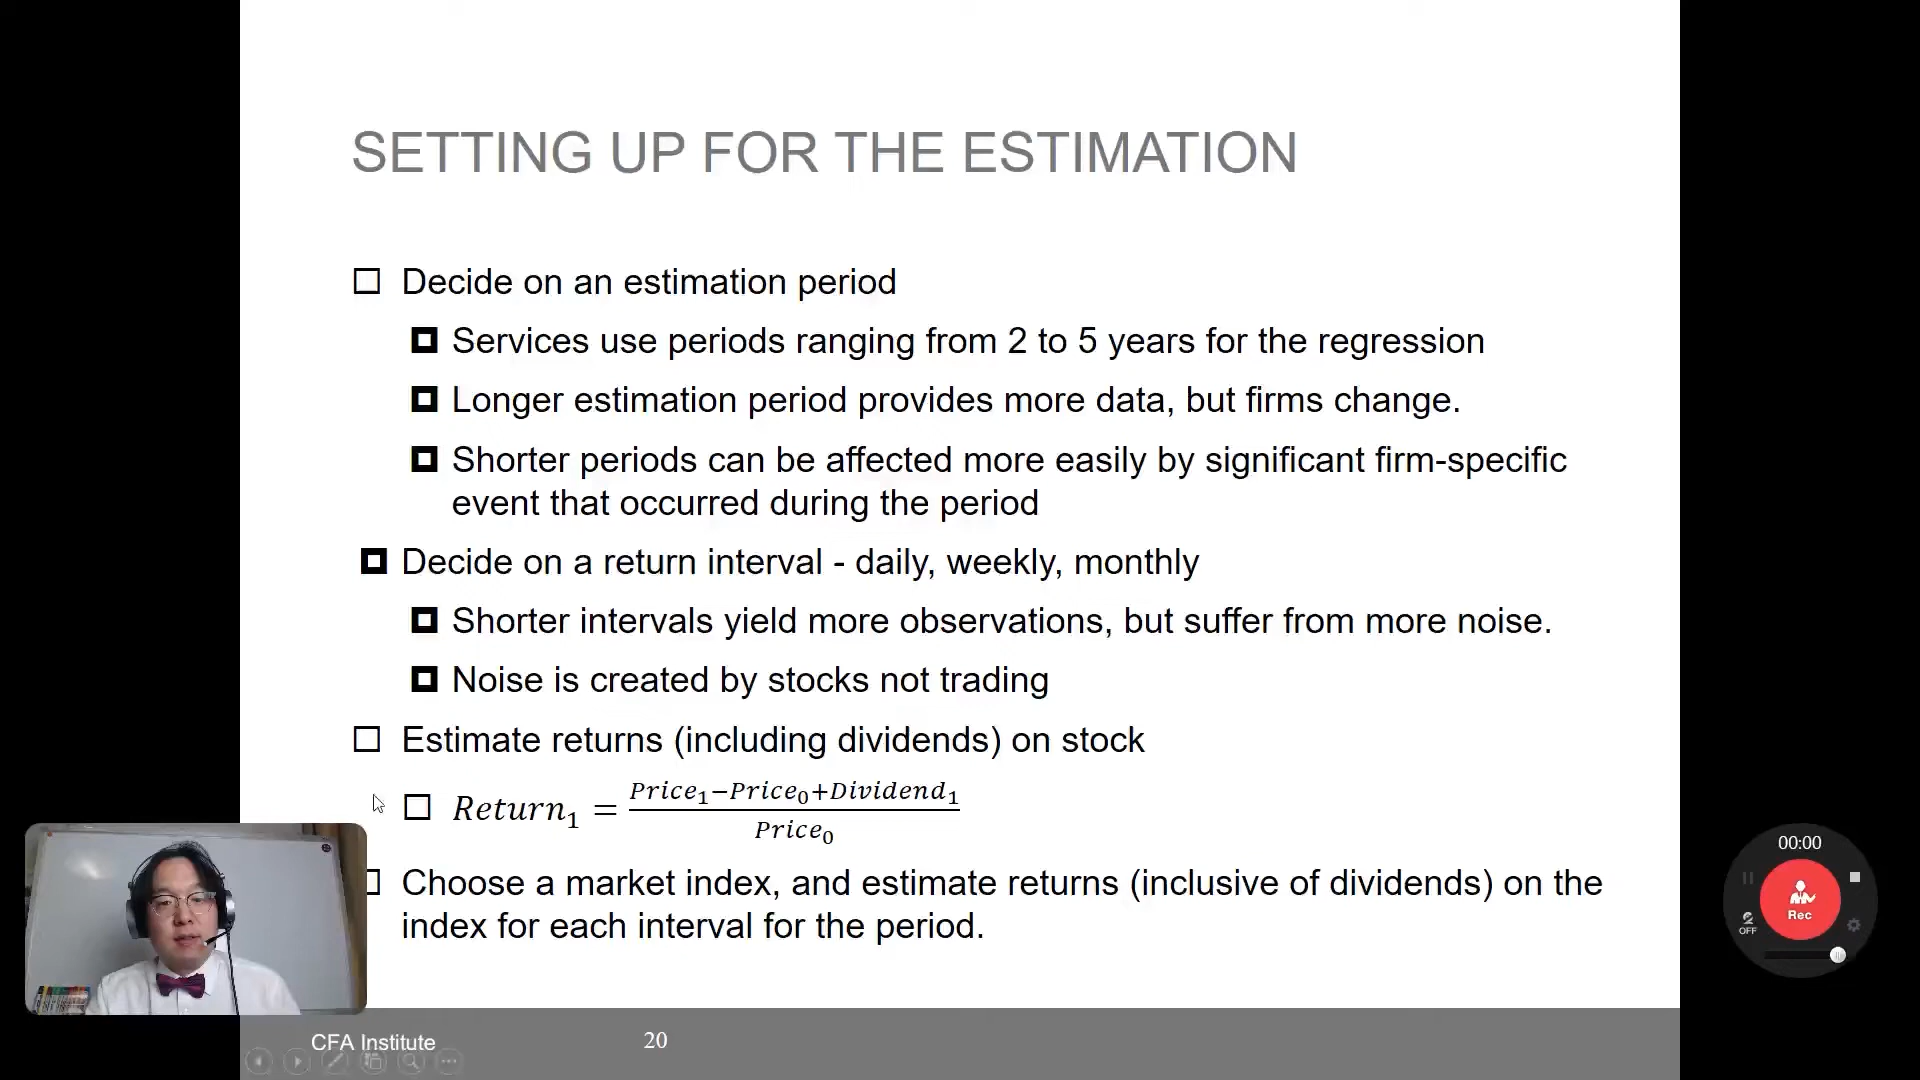 SETTING UP FOR THE ESTIMATION
Decide on an estimation period
Services use periods ranging from 2 to 5 years for the regression
Longer estimation period provides more data, but firms change.
Shorter periods can be affected more easily by significant firm-specific
event that occurred during the period
Decide on a return interval - daily, weekly, monthly
Shorter intervals yield more observations, but suffer from more noise.
Noise is created by stocks not trading
Estimate returns (including dividends) on stock
Return₁ = (Price₁−Price₀+Dividend₁) / Price₀
Choose a market index, and estimate returns (inclusive of dividends) on the
index for each interval for the period.
CFA Institute
20
00:00
Rec
OFF